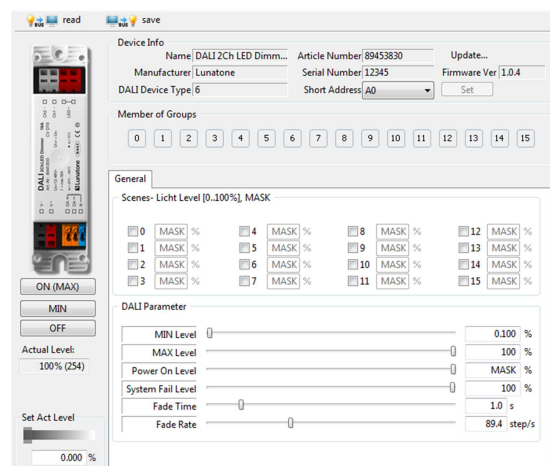 read save
Device Info
Name DALI 2Ch LED Dimm... Article Number 89453830 Update...
Manufacturer Lunatone Serial Number 12345 Firmware Ver 1.0.4
DALI Device Type 6 Short Address A0 Set
Member of Groups
0 1 2 3 4 5 6 7 8 9 10 11 12 13 14 15
General
Scenes- Licht Level [0..100%], MASK
0 MASK % 4 MASK % 8 MASK % 12 MASK %
1 MASK % 5 MASK % 9 MASK % 13 MASK %
2 MASK % 6 MASK % 10 MASK % 14 MASK %
3 MASK % 7 MASK % 11 MASK % 15 MASK %
ON (MAX)
MIN
OFF
Actual Level:
100% (254)
Set Act Level
0.000 %
DALI Parameter
MIN Level 0.100 %
MAX Level 100 %
Power On Level MASK %
System Fail Level 100 %
Fade Time 1.0 s
Fade Rate 89.4 step/s
DALI
Lunatone